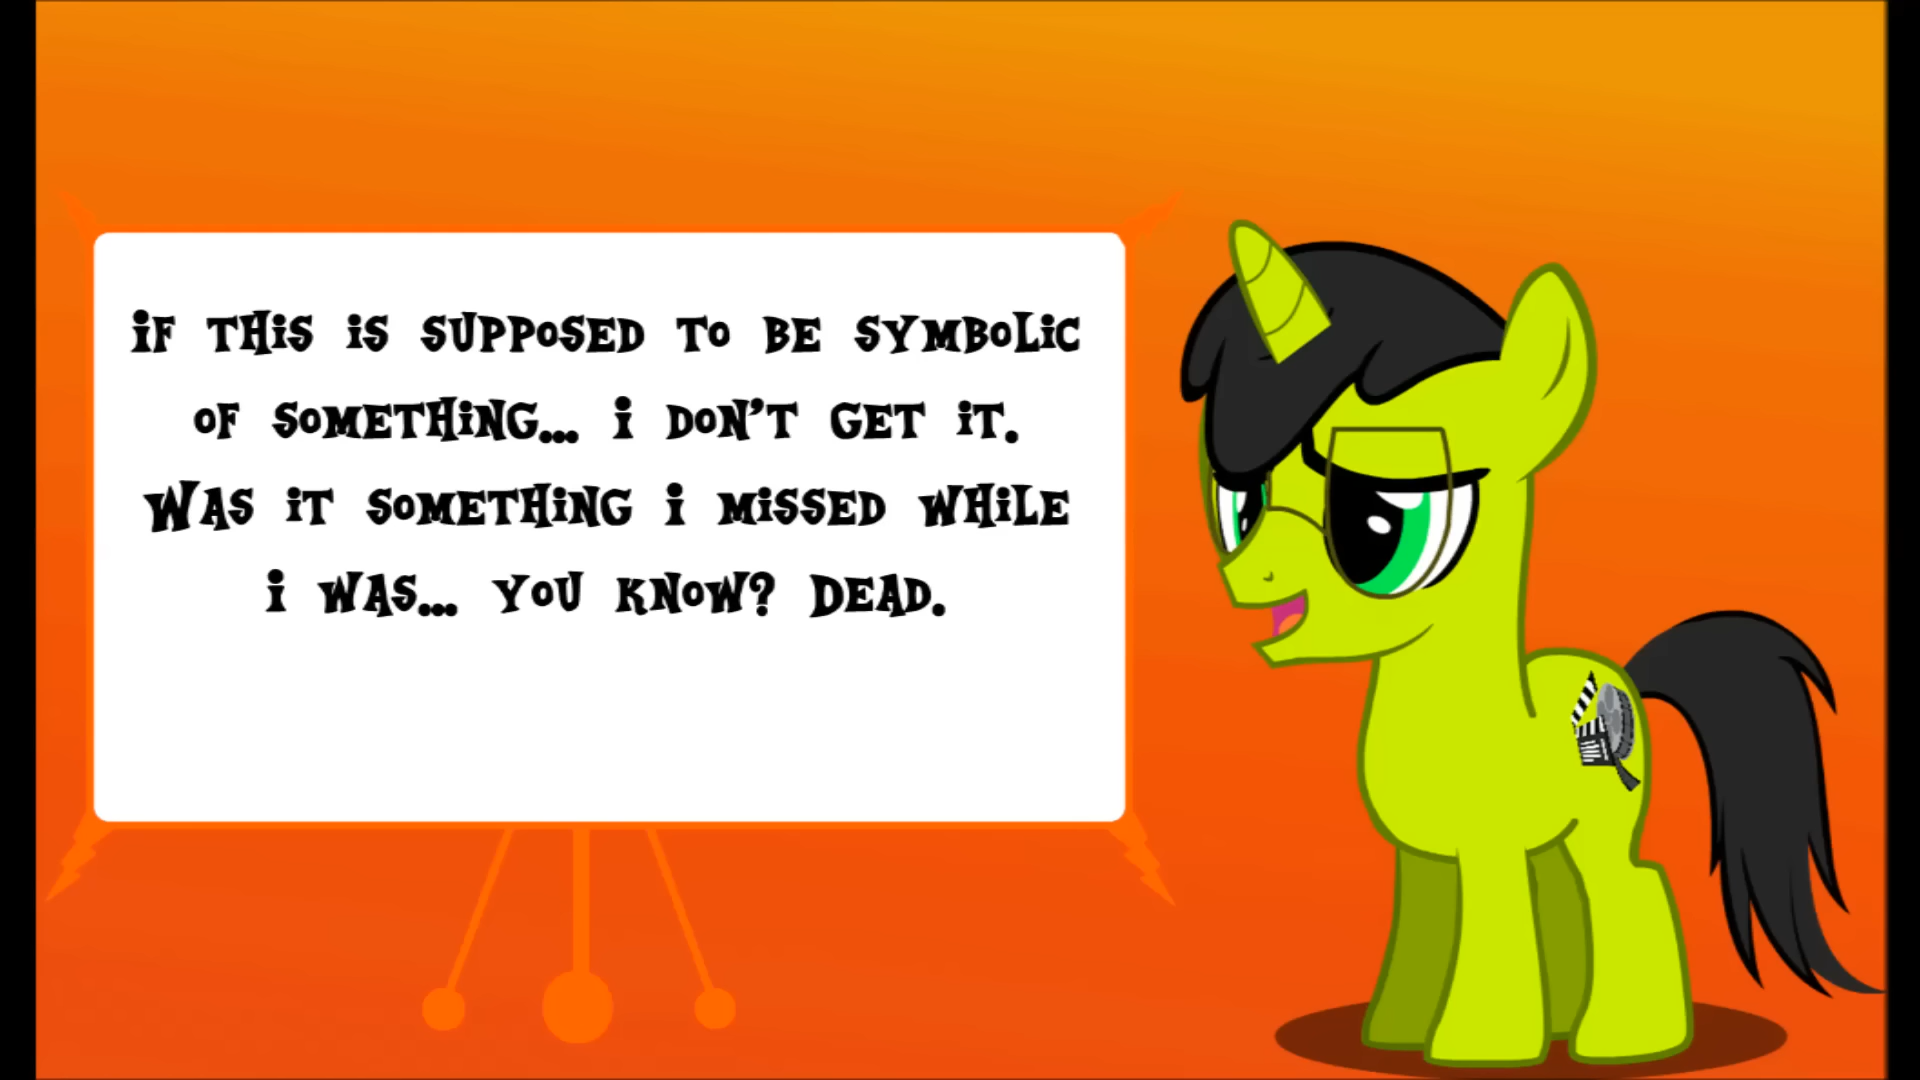 if this is supposed to be symbolic
of something... i don't get it.
Was it something i missed while
i was... you know? Dead.